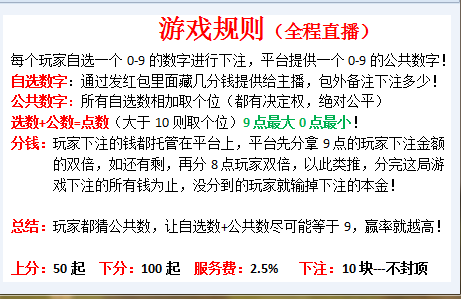 游戏规则（全程直播）
每个玩家自选一个 0-9 的数字进行下注，平台提供一个 0-9 的公共数字！
自选数字：通过发红包里面藏几分钱提供给主播，包外备注下注多少！
公共数字：所有自选数相加取个位（都有决定权，绝对公平）
选数+公数=点数（大于 10 则取个位）9 点最大 0 点最小！
分钱：玩家下注的钱都托管在平台上，平台先分拿 9 点的玩家下注金额
的双倍，如还有剩，再分 8 点玩家双倍，以此类推，分完这局游
戏下注的所有钱为止，没分到的玩家就输掉下注的本金！
总结：玩家都猜公共数，让自选数+公共数尽可能等于 9，赢率就越高！
上分：50 起 下分：100 起 服务费：2.5% 下注：10 块---不封顶